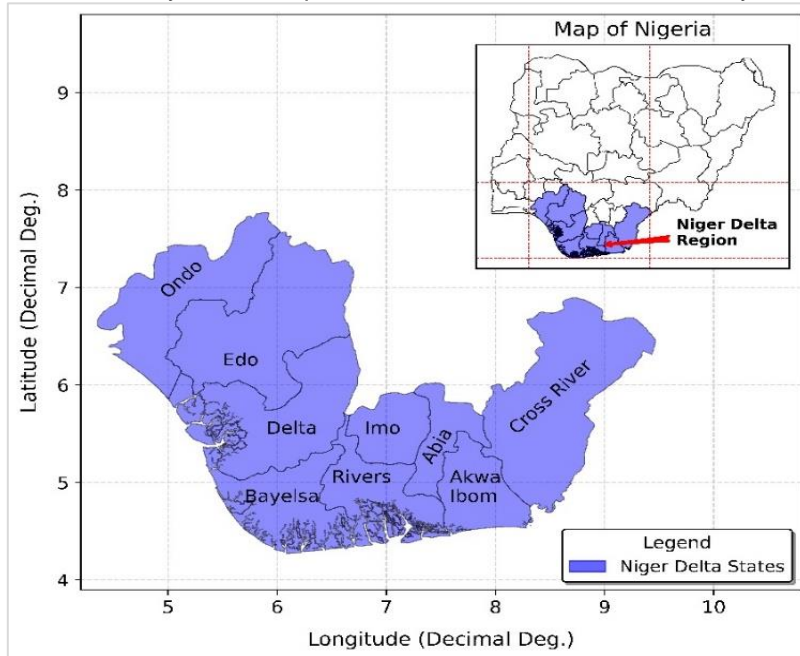 Map of Nigeria
Niger Delta
Region
Latitude (Decimal Deg.)
9
8
7
6
5
4
Ondo
Edo
Delta
Imo
Abia
Cross River
Bayelsa
Rivers
Akwa
Ibom
Legend
Niger Delta States
5
6
7
8
9
10
Longitude (Decimal Deg.)